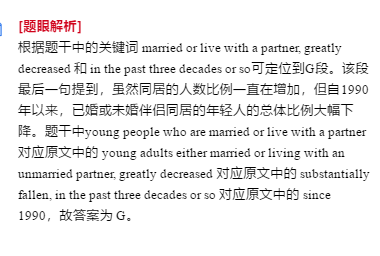 [题眼解析]
根据题干中的关键词 married or live with a partner, greatly
decreased 和 in the past three decades or so可定位到G段。该段
最后一句提到，虽然同居的人数比例一直在增加，但自1990
年以来，已婚或未婚伴侣同居的年轻人的总体比例大幅下
降。题干中young people who are married or live with a partner
对应原文中的 young adults either married or living with an
unmarried partner, greatly decreased 对应原文中的 substantially
fallen, in the past three decades or so 对应原文中的 since
1990，故答案为 G。